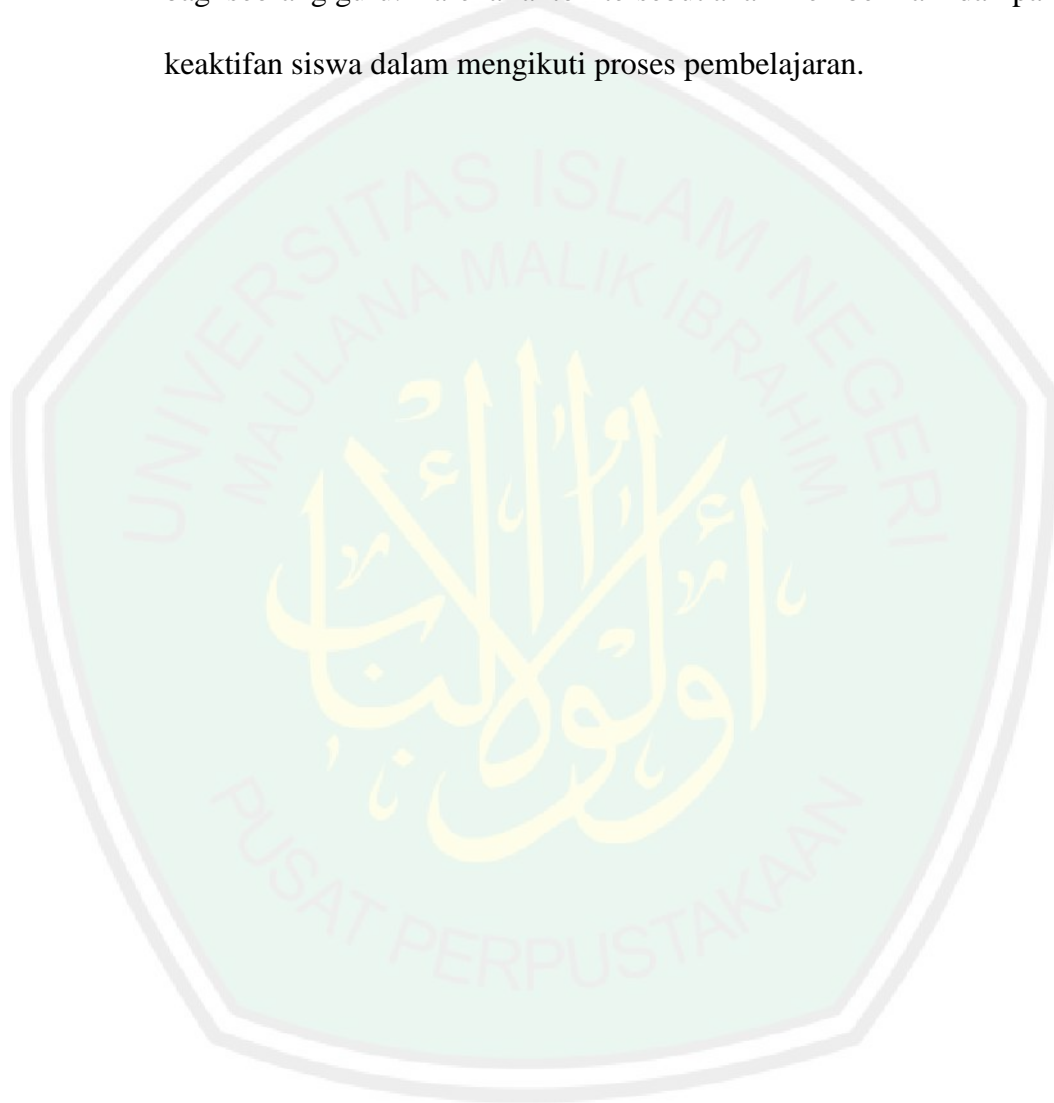 keaktifan siswa dalam mengikuti proses pembelajaran.
UNIVERSITAS ISLAM NEGERI
MAULANA MALIK IBRAHIM
أولو الألباب
PUSAT PERPUSTAKAAN